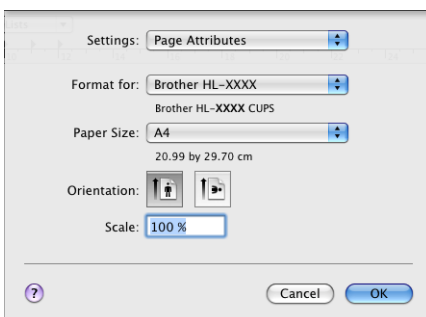 Settings: Page Attributes
Format for: Brother HL-XXXX
Brother HL-XXXX CUPS
Paper Size: A4
20.99 by 29.70 cm
Orientation:
Scale: 100 %
? Cancel OK